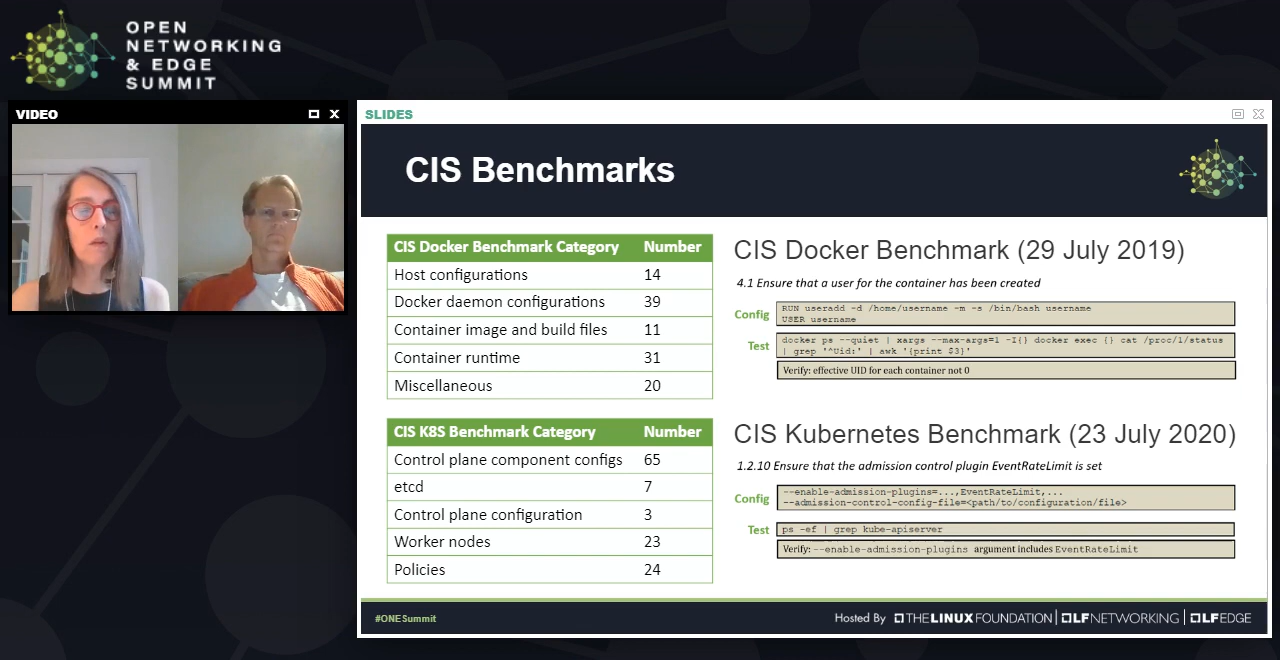 OPEN
NETWORKING
& EDGE
SUMMIT
VIDEO
SLIDES
CIS Benchmarks
CIS Docker Benchmark Category Number
Host configurations 14
Docker daemon configurations 39
Container image and build files 11
Container runtime 31
Miscellaneous 20
CIS Docker Benchmark (29 July 2019)
4.1 Ensure that a user for the container has been created
Config
RUN useradd -d /home/username -m -s /bin/bash username
USER username
Test
docker ps --quiet | xargs --max-args=1 -I{} docker exec {} cat /proc/1/status
| grep '^Uid:' | awk '{print $3}'
Verify: effective UID for each container not 0
CIS K8S Benchmark Category Number
Control plane component configs 65
etcd 7
Control plane configuration 3
Worker nodes 23
Policies 24
CIS Kubernetes Benchmark (23 July 2020)
1.2.10 Ensure that the admission control plugin EventRateLimit is set
Config
--enable-admission-plugins=...,EventRateLimit,...
--admission-control-config-file=<path/to/configuration/file>
Test
ps -ef | grep kube-apiserver
Verify: --enable-admission-plugins argument includes EventRateLimit
#ONESummit
Hosted By THE LINUX FOUNDATION | LFNETWORKING | LFEDGE